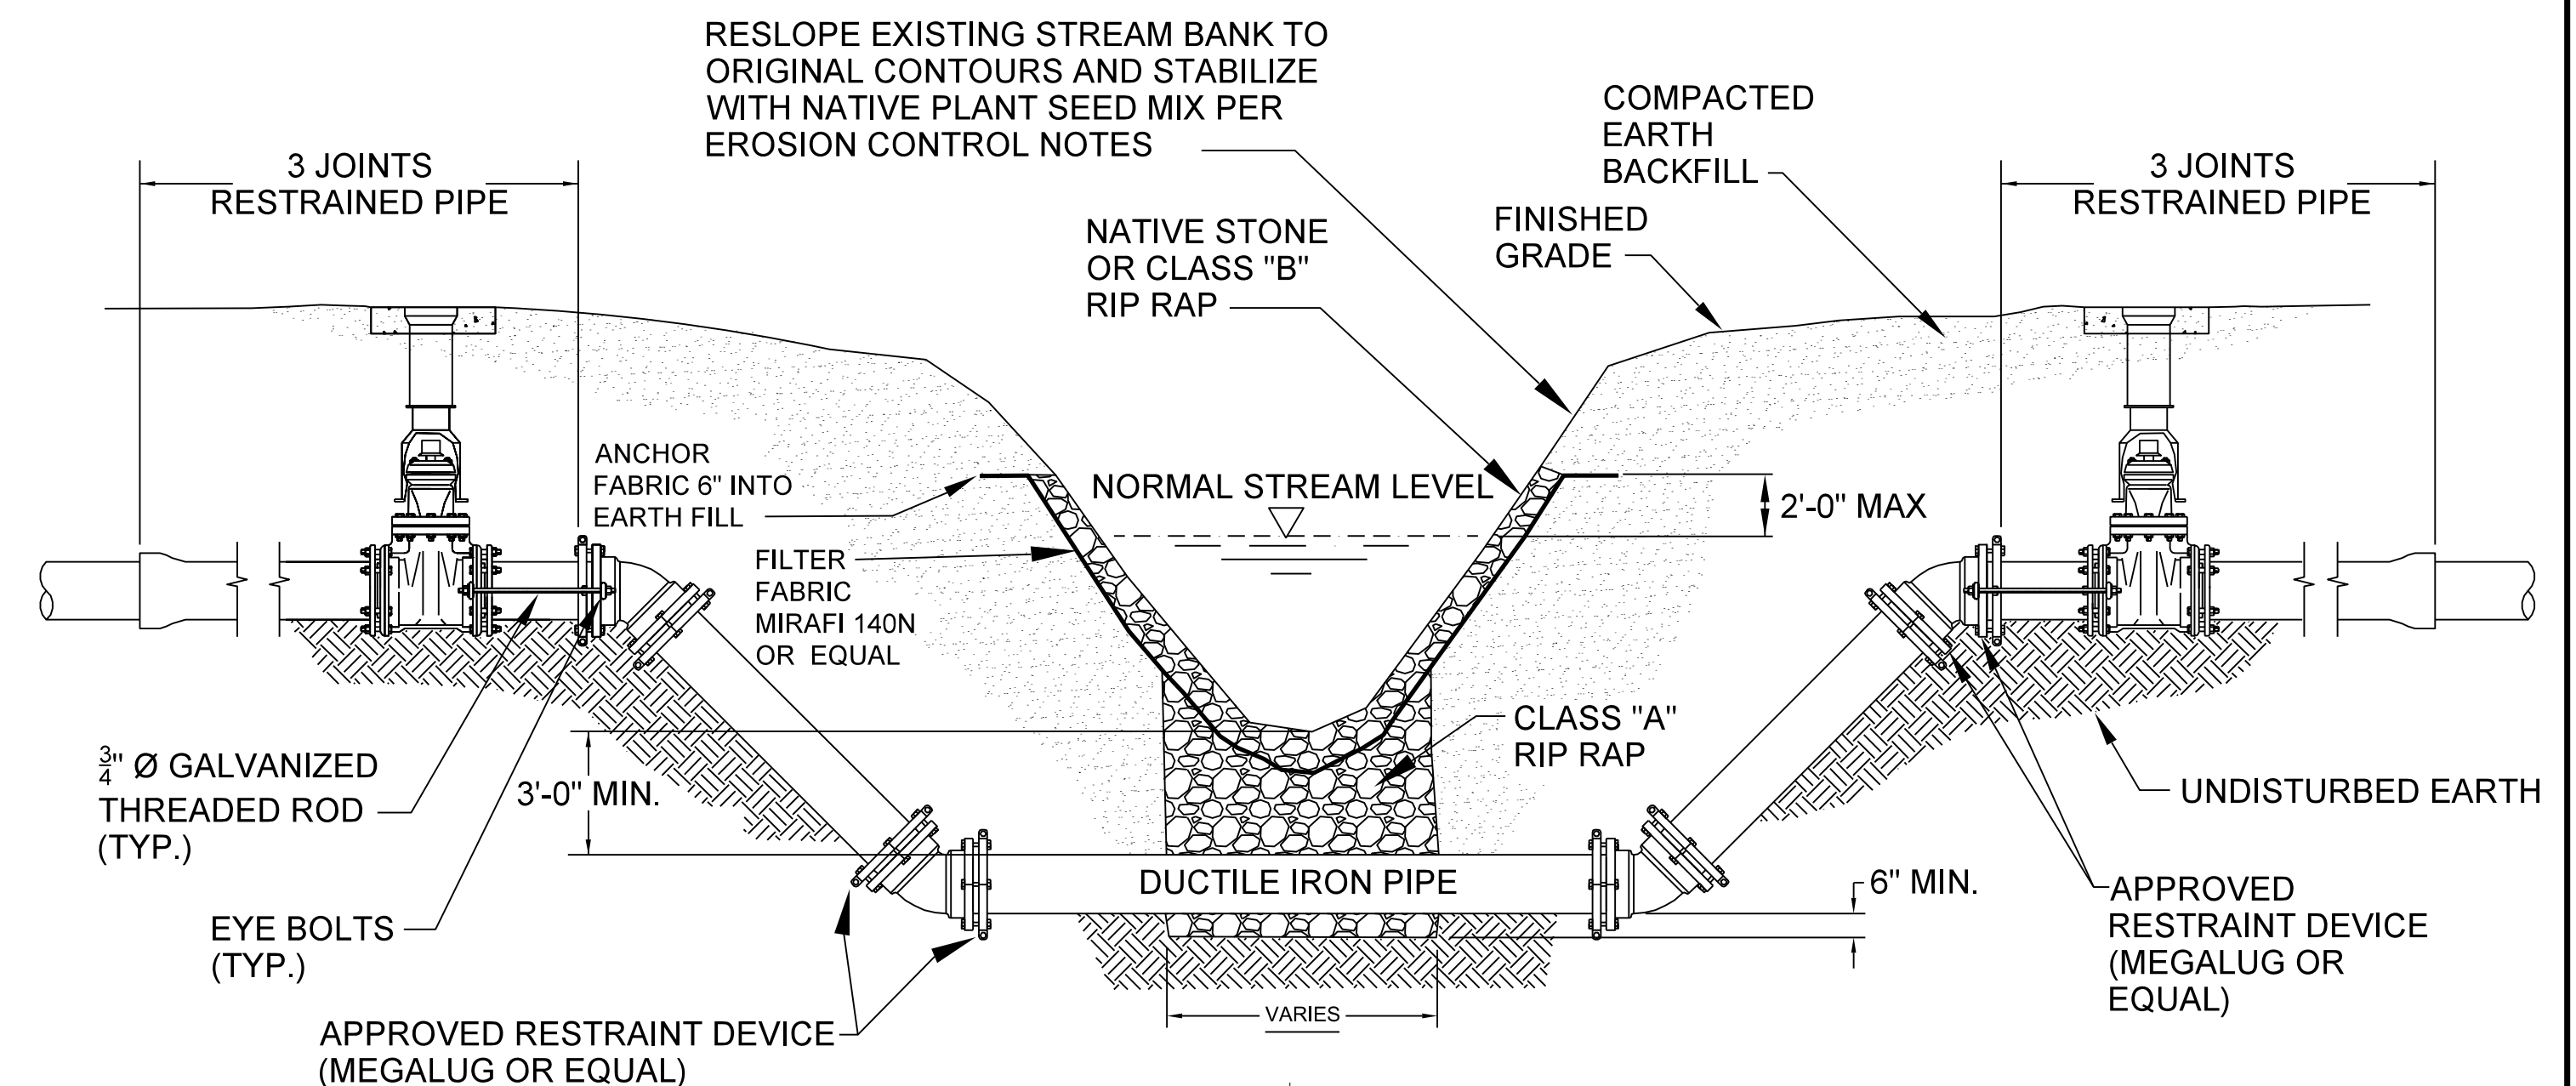 RESLOPE EXISTING STREAM BANK TO
ORIGINAL CONTOURS AND STABILIZE
WITH NATIVE PLANT SEED MIX PER
EROSION CONTROL NOTES
COMPACTED
EARTH
BACKFILL
3 JOINTS
RESTRAINED PIPE
3 JOINTS
RESTRAINED PIPE
NATIVE STONE
OR CLASS "B"
RIP RAP
FINISHED
GRADE
ANCHOR
FABRIC 6" INTO
EARTH FILL
NORMAL STREAM LEVEL
2'-0" MAX
FILTER
FABRIC
MIRAFI 140N
OR EQUAL
CLASS "A"
RIP RAP
3/4" Ø GALVANIZED
THREADED ROD
(TYP.)
3'-0" MIN.
UNDISTURBED EARTH
DUCTILE IRON PIPE
6" MIN.
EYE BOLTS
(TYP.)
APPROVED
RESTRAINT DEVICE
(MEGALUG OR
EQUAL)
VARIES
APPROVED RESTRAINT DEVICE
(MEGALUG OR EQUAL)